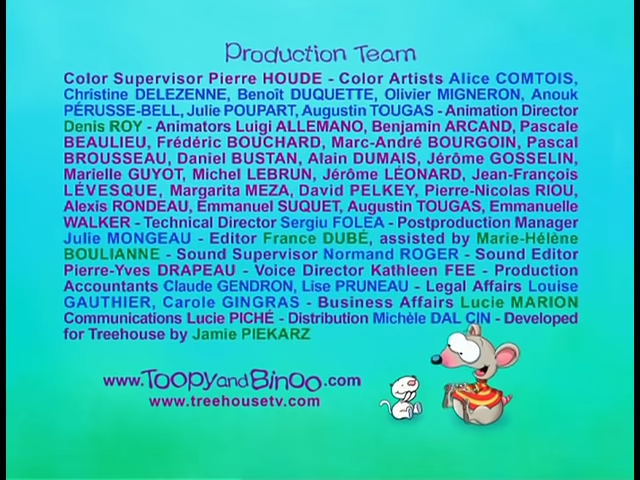 Production Team
Color Supervisor Pierre HOUDE - Color Artists Alice COMTOIS,
Christine DELEZENNE, Benoît DUQUETTE, Olivier MIGNERON, Anouk
PÉRUSSE-BELL, Julie POUPART, Augustin TOUGAS - Animation Director
Denis ROY - Animators Luigi ALLEMANO, Benjamin ARCAND, Pascale
BEAULIEU, Frédéric BOUCHARD, Marc-André BOURGOIN, Pascal
BROUSSEAU, Daniel BUSTAN, Alain DUMAIS, Jérôme GOSSELIN,
Marielle GUYOT, Michel LEBRUN, Jérôme LÉONARD, Jean-François
LÉVESQUE, Margarita MEZA, David PELKEY, Pierre-Nicolas RIOU,
Alexis RONDEAU, Emmanuel SUQUET, Augustin TOUGAS, Emmanuelle
WALKER - Technical Director Sergiu FOLEA - Postproduction Manager
Julie MONGEAU - Editor France DUBÉ, assisted by Marie-Hélène
BOULIANNE - Sound Supervisor Normand ROGER - Sound Editor
Pierre-Yves DRAPEAU - Voice Director Kathleen FEE - Production
Accountants Claude GENDRON, Lise PRUNEAU - Legal Affairs Louise
GAUTHIER, Carole GINGRAS - Business Affairs Lucie MARION
Communications Lucie PICHÉ - Distribution Michèle DAL CIN - Developed
for Treehouse by Jamie PIEKARZ
www.TOOPYANDBINOO.com
www.treehousetv.com